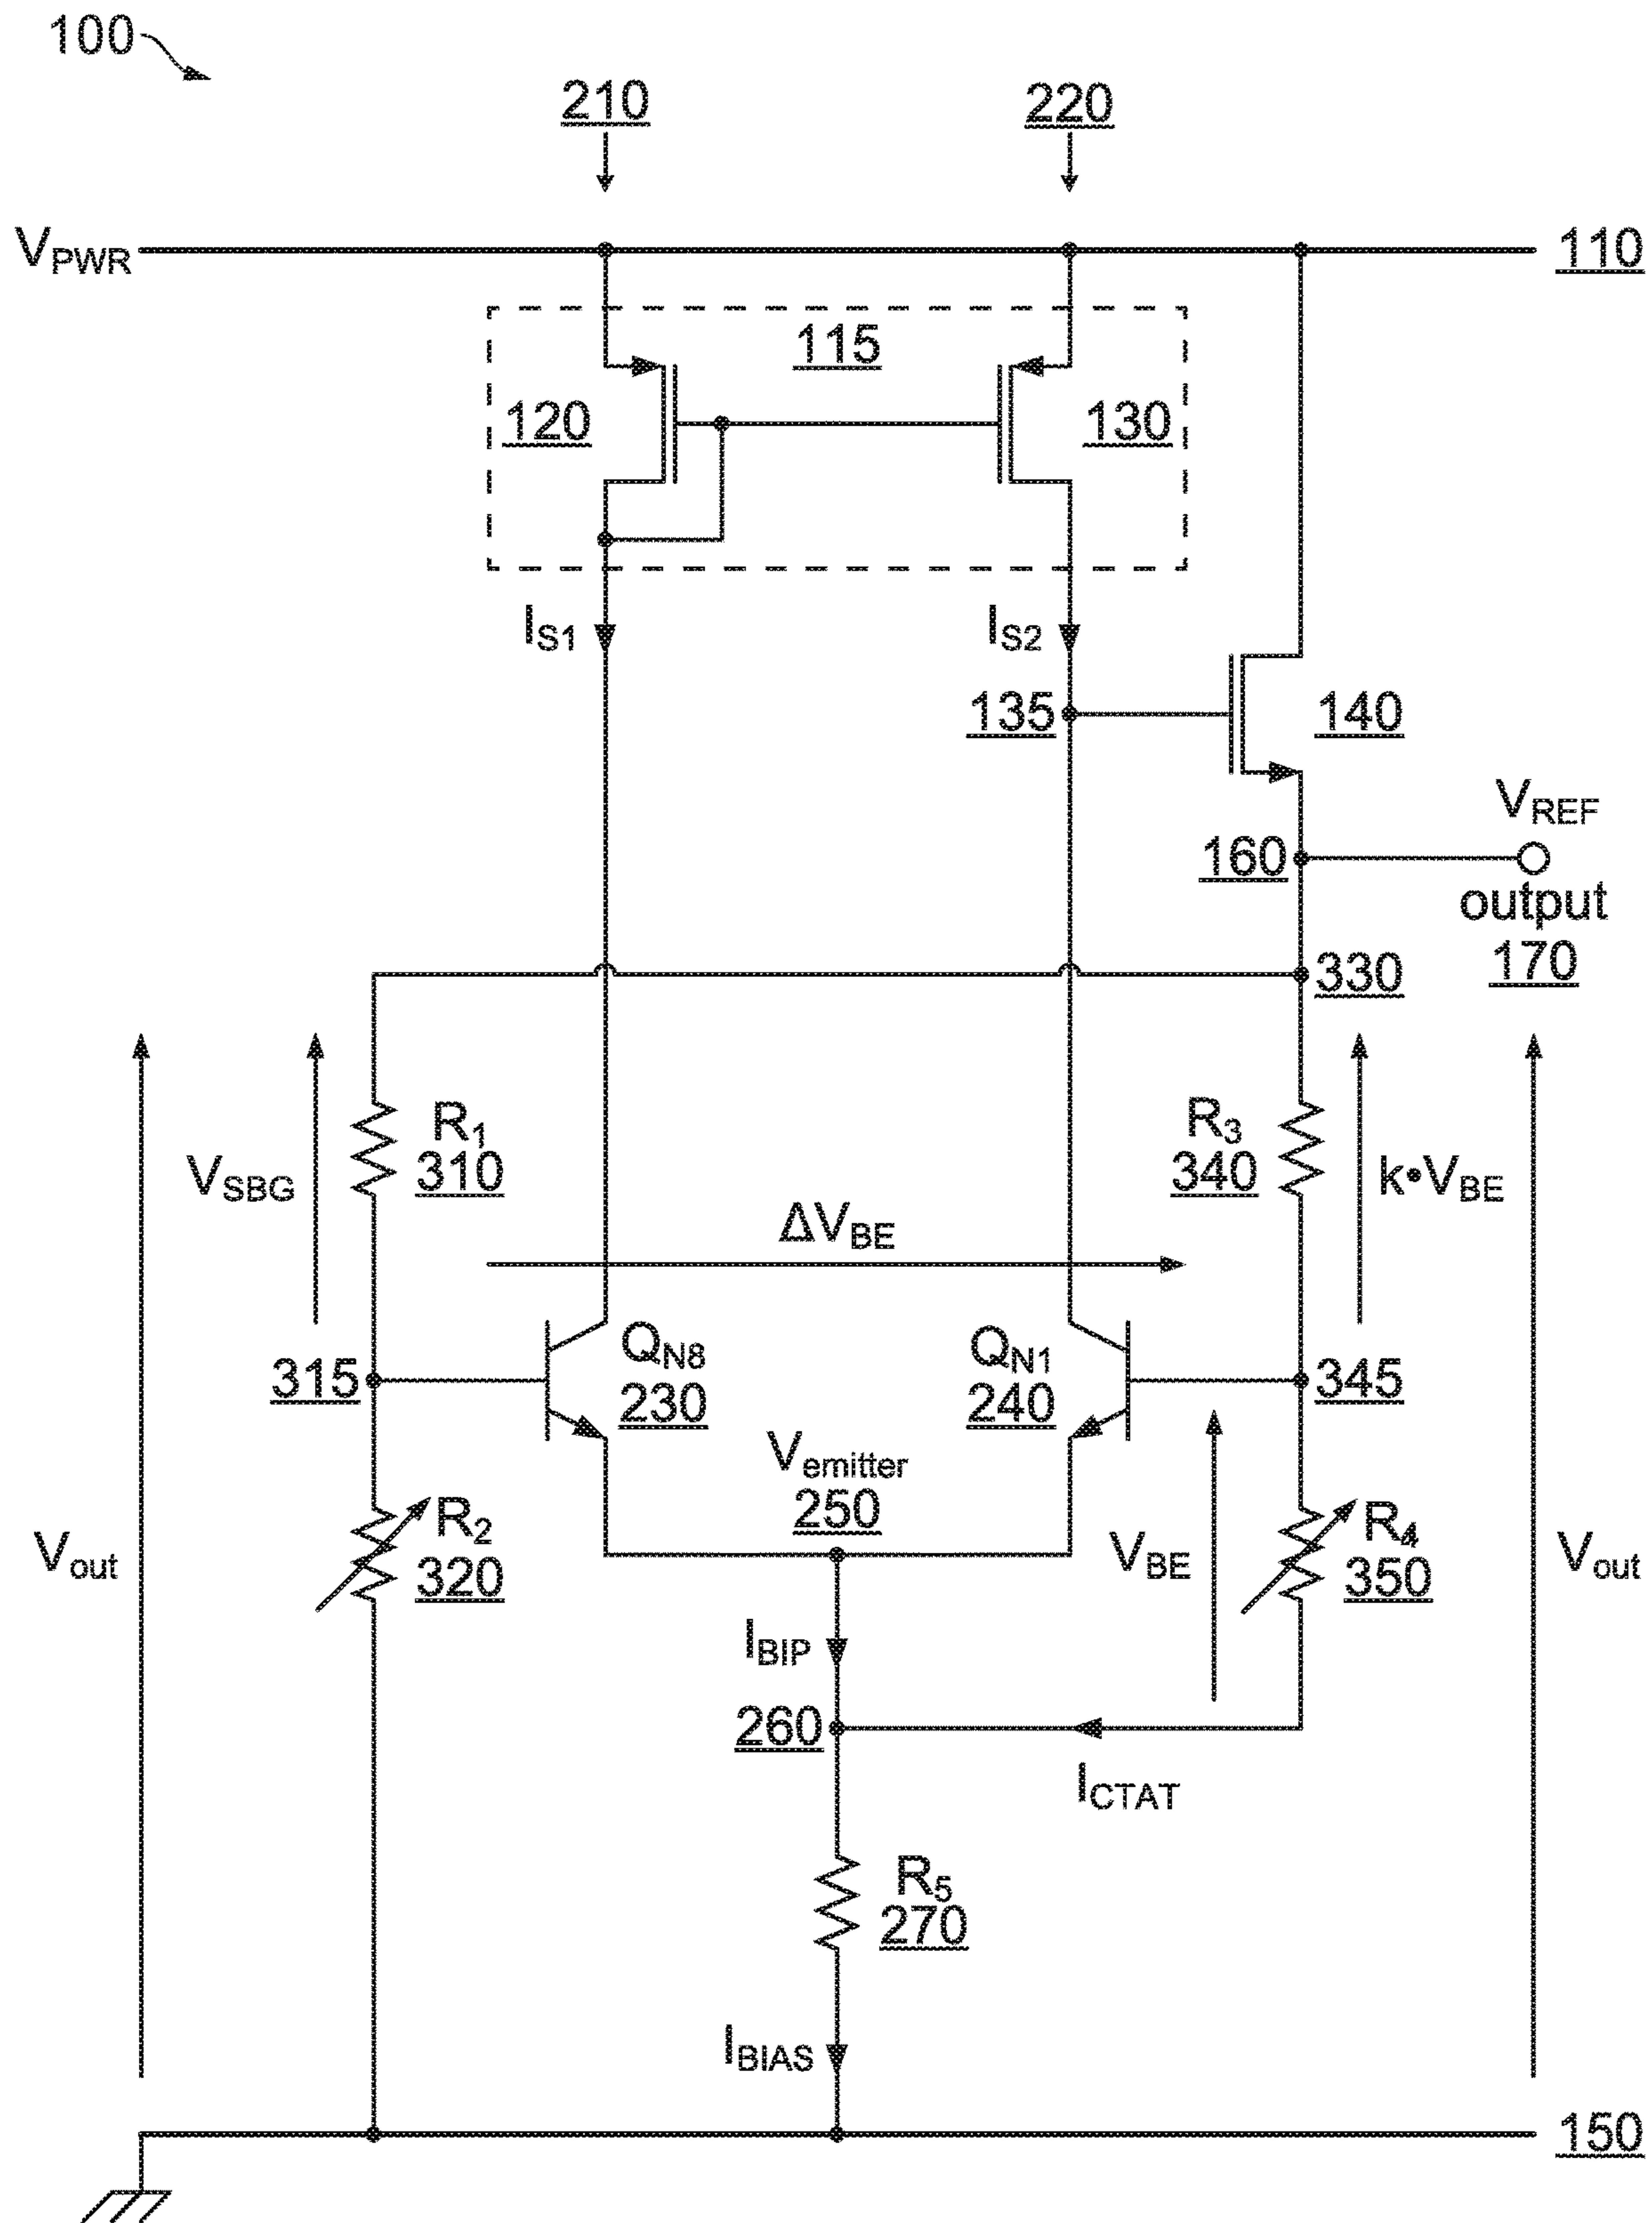 100
210
220
VPWR
110
115
120
130
IS1
IS2
135
140
VREF
160
output
170
330
R1
310
R3
340
VSBG
k•VBE
ΔVBE
QN8
230
QN1
240
315
345
Vemitter
250
R2
320
R4
350
Vout
VBE
Vout
IBIP
260
ICTAT
R5
270
IBIAS
150